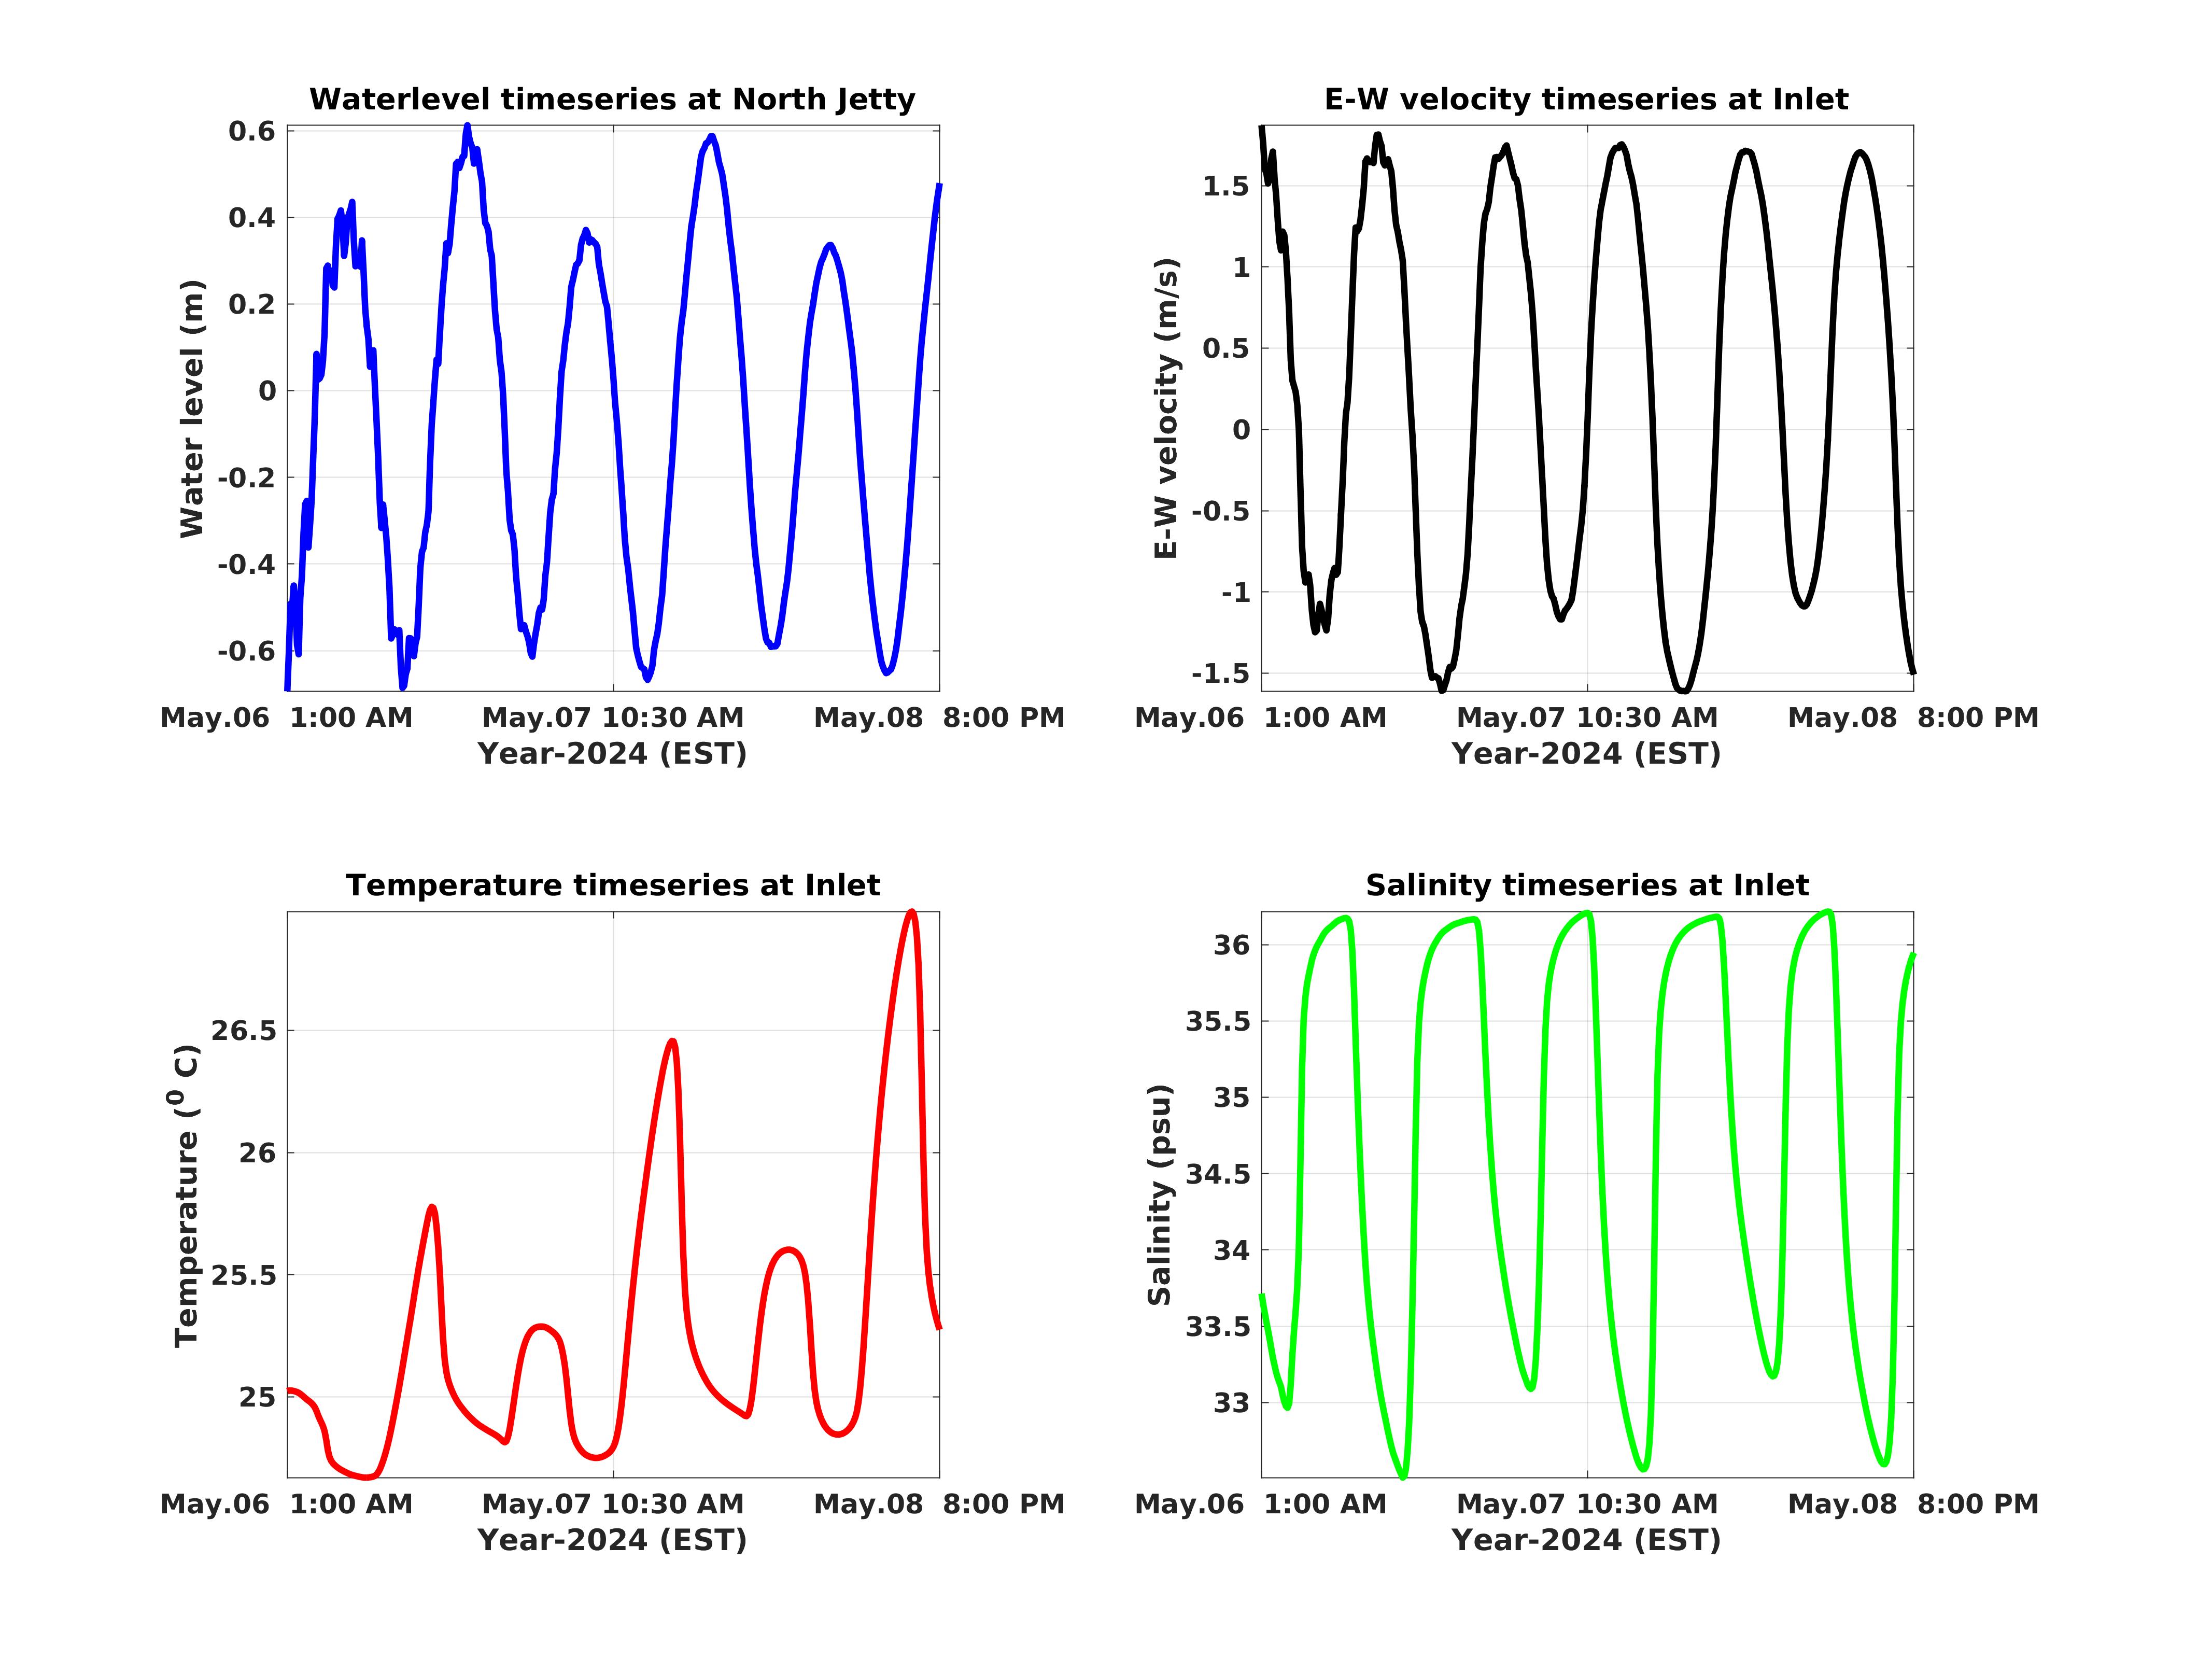 Waterlevel timeseries at North Jetty
0.6
0.4
0.2
0
-0.2
-0.4
-0.6
Water level (m)
May.06 1:00 AM
May.07 10:30 AM
May.08 8:00 PM
Year-2024 (EST)
E-W velocity timeseries at Inlet
1.5
1
0.5
0
-0.5
-1
-1.5
E-W velocity (m/s)
May.06 1:00 AM
May.07 10:30 AM
May.08 8:00 PM
Year-2024 (EST)
Temperature timeseries at Inlet
26.5
26
25.5
25
Temperature (⁰ C)
May.06 1:00 AM
May.07 10:30 AM
May.08 8:00 PM
Year-2024 (EST)
Salinity timeseries at Inlet
36
35.5
35
34.5
34
33.5
33
Salinity (psu)
May.06 1:00 AM
May.07 10:30 AM
May.08 8:00 PM
Year-2024 (EST)